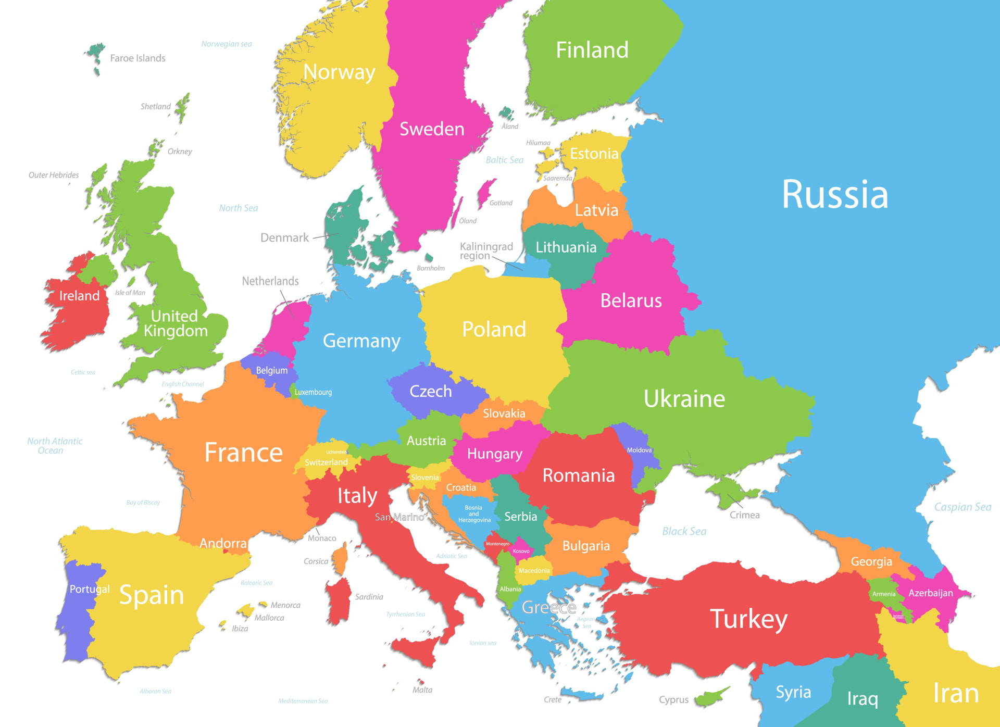 Norwegian sea
Faroe Islands
Finland
Norway
Shetland
Sweden
Åland
Hiiumaa
Orkney
Estonia
Baltic Sea
Outer Hebrides
Saaremaa
Russia
Gotland
North Sea
Latvia
Öland
Denmark
Kaliningrad
region
Lithuania
Bornholm
Netherlands
Isle of Man
Ireland
Belarus
United
Kingdom
Poland
Germany
Celtic sea
Belgium
English Channel
Luxembourg
Czech
Ukraine
Slovakia
North Atlantic
Ocean
Austria
France
Lichtenstein
Switzerland
Hungary
Moldova
Romania
Slovenia
Croatia
Italy
Bay of Biscay
Bosnia
and
Herzegovina
San Marino
Serbia
Crimea
Caspian Sea
Black Sea
Monaco
Andorra
Montenegro
Kosovo
Bulgaria
Adriatic Sea
Corsica
Georgia
Macedonia
Balearic Sea
Portugal
Spain
Sardinia
Albania
Armenia
Azerbaijan
Menorca
Mallorca
Greece
Tyrrhenian Sea
Aegean
Sea
Turkey
Ibiza
Ionian sea
Malta
Alboran Sea
Mediterranean Sea
Crete
Cyprus
Syria
Iraq
Iran